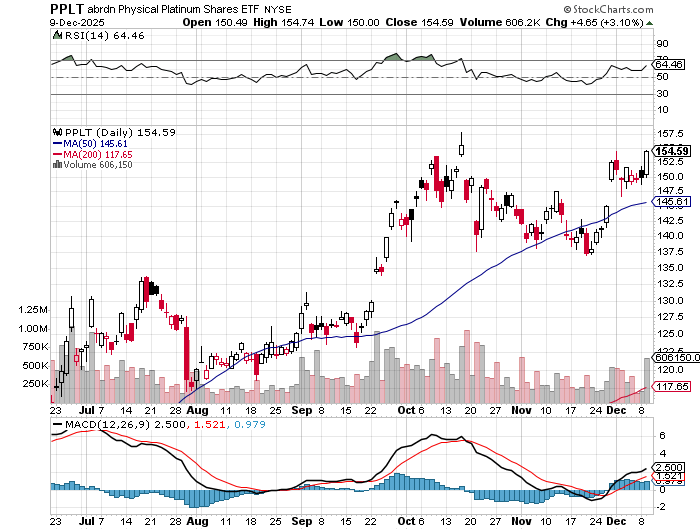 PPLT abrdn Physical Platinum Shares ETF NYSE © StockCharts.com
9-Dec-2025 Open 150.49 High 154.74 Low 150.00 Close 154.59 Volume 606.2K Chg +4.65 (+3.10%)
RSI(14) 64.46
90
70
64.46
50
30
10
PPLT (Daily) 154.59
MA(50) 145.61
MA(200) 117.65
Volume 606,150
157.5
154.59
152.5
150.0
147.5
145.61
142.5
140.0
137.5
135.0
132.5
130.0
127.5
125.0
122.5
120.0
117.65
606150.0
1.25M
1.00M
750K
500K
250K
23 Jul 7 14 21 28 Aug 11 18 25 Sep 8 15 22 Oct 6 13 20 27 Nov 10 17 24 Dec 8
MACD(12,26,9) 2.500, 1.521, 0.979
6
4
2.500
1.521
0.979
0
-2
23 Jul 7 14 21 28 Aug 11 18 25 Sep 8 15 22 Oct 6 13 20 27 Nov 10 17 24 Dec 8